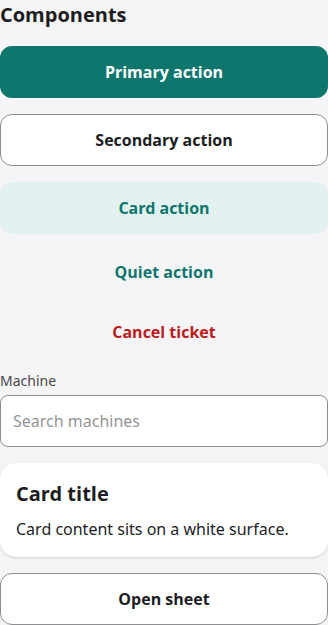 Components
Primary action
Secondary action
Card action
Quiet action
Cancel ticket
Machine
Search machines
Card title
Card content sits on a white surface.
Open sheet